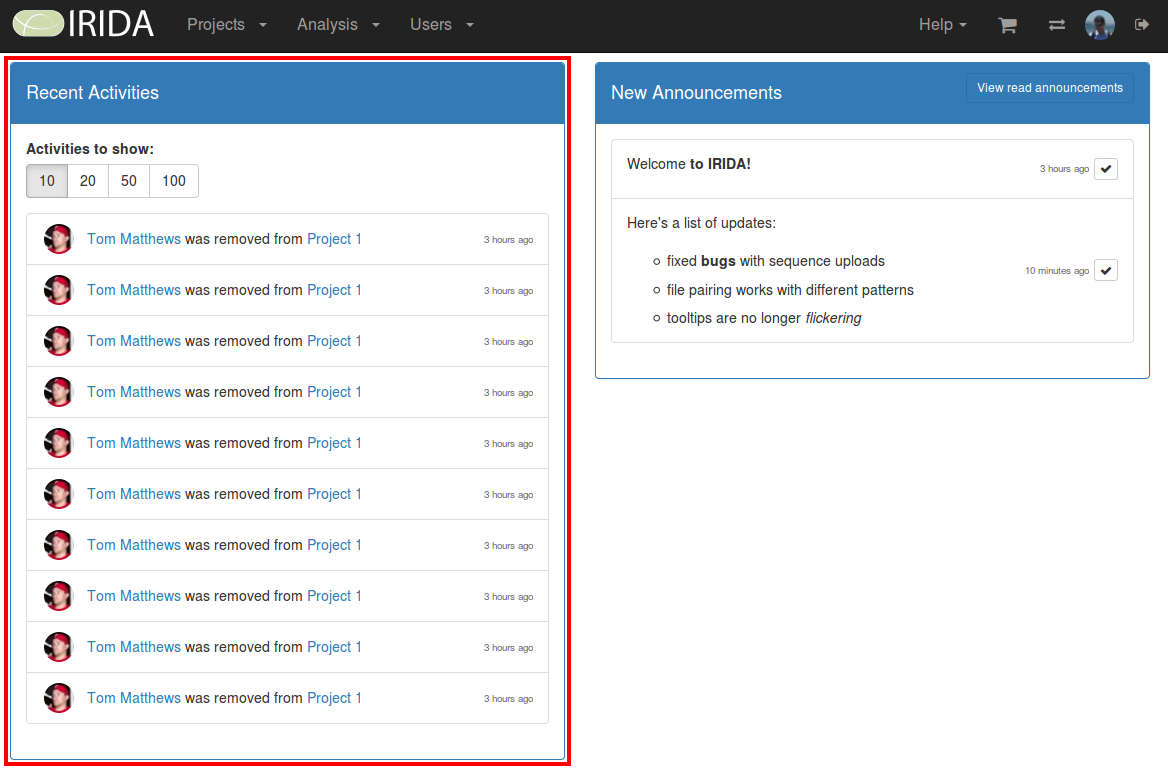 IRIDA Projects Analysis Users Help
Recent Activities
Activities to show:
10 20 50 100
Tom Matthews was removed from Project 1 3 hours ago
Tom Matthews was removed from Project 1 3 hours ago
Tom Matthews was removed from Project 1 3 hours ago
Tom Matthews was removed from Project 1 3 hours ago
Tom Matthews was removed from Project 1 3 hours ago
Tom Matthews was removed from Project 1 3 hours ago
Tom Matthews was removed from Project 1 3 hours ago
Tom Matthews was removed from Project 1 3 hours ago
Tom Matthews was removed from Project 1 3 hours ago
Tom Matthews was removed from Project 1 3 hours ago
New Announcements View read announcements
Welcome to IRIDA! 3 hours ago
Here's a list of updates:
fixed bugs with sequence uploads
10 minutes ago
file pairing works with different patterns
tooltips are no longer flickering